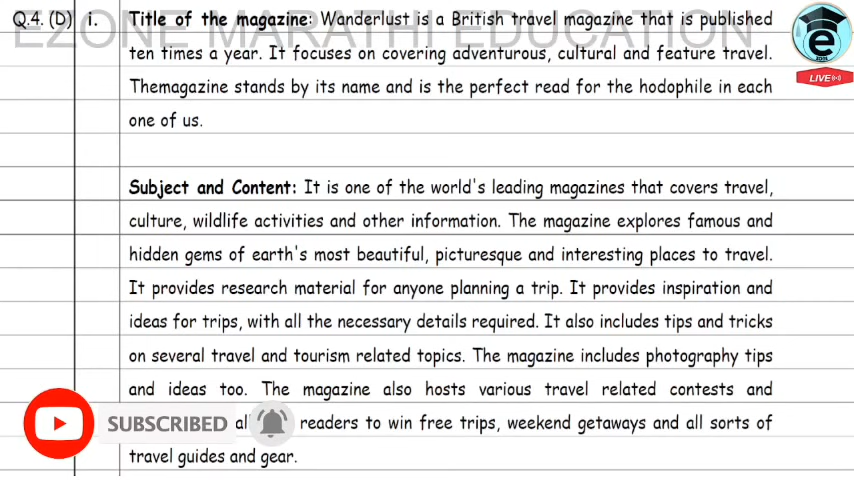 EZONE MARATHI EDUCATION
Q.4. (D) i. Title of the magazine: Wanderlust is a British travel magazine that is published
ten times a year. It focuses on covering adventurous, cultural and feature travel.
Themagazine stands by its name and is the perfect read for the hodophile in each
one of us.
Subject and Content: It is one of the world's leading magazines that covers travel,
culture, wildlife activities and other information. The magazine explores famous and
hidden gems of earth's most beautiful, picturesque and interesting places to travel.
It provides research material for anyone planning a trip. It provides inspiration and
ideas for trips, with all the necessary details required. It also includes tips and tricks
on several travel and tourism related topics. The magazine includes photography tips
and ideas too. The magazine also hosts various travel related contests and
readers to win free trips, weekend getaways and all sorts of
travel guides and gear.
SUBSCRIBED
e
EZONE
LIVE